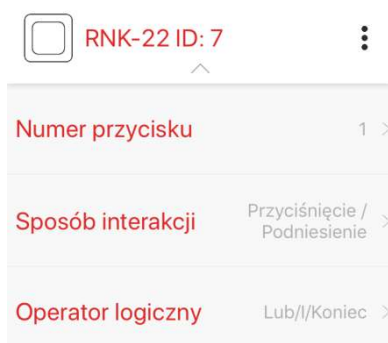 RNK-22 ID: 7
Numer przycisku 1
Sposób interakcji Przyciśnięcie /
Podniesienie
Operator logiczny Lub/I/Koniec